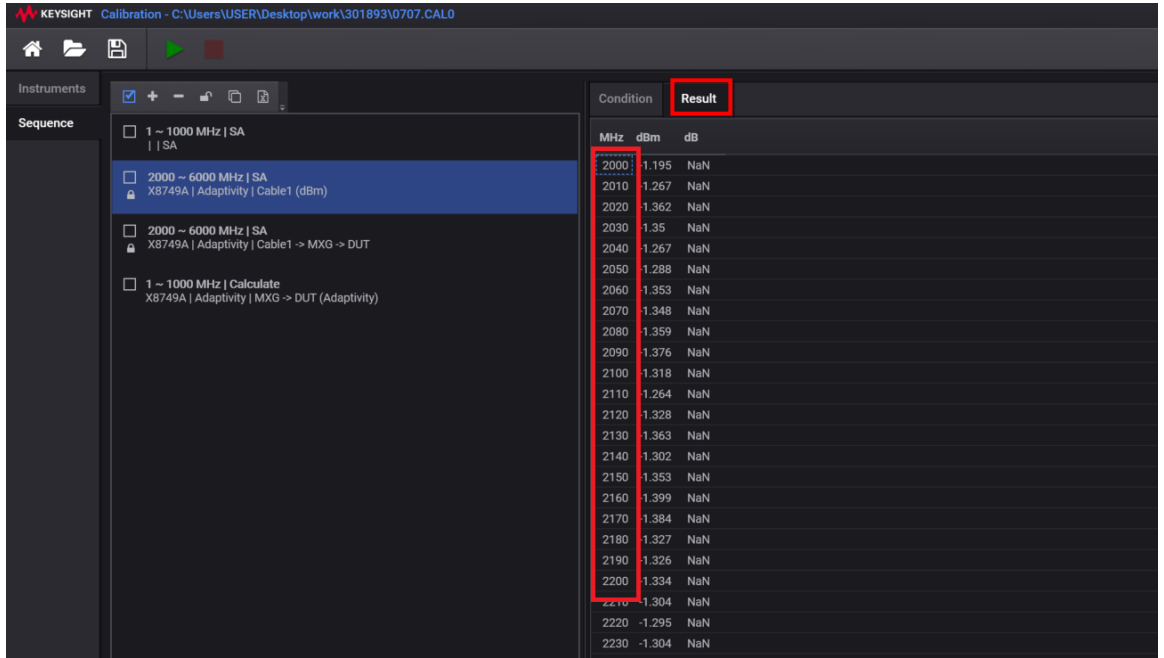 KEYSIGHT Calibration - C:\Users\USER\Desktop\work\301893\0707.CAL0
Instruments
Sequence
1 ~ 1000 MHz | SA
| | SA
2000 ~ 6000 MHz | SA
X8749A | Adaptivity | Cable1 (dBm)
2000 ~ 6000 MHz | SA
X8749A | Adaptivity | Cable1 -> MXG -> DUT
1 ~ 1000 MHz | Calculate
X8749A | Adaptivity | MXG -> DUT (Adaptivity)
Condition Result
MHz dBm dB
2000 -1.195 NaN
2010 -1.267 NaN
2020 -1.362 NaN
2030 -1.35 NaN
2040 -1.267 NaN
2050 -1.288 NaN
2060 -1.353 NaN
2070 -1.348 NaN
2080 -1.359 NaN
2090 -1.376 NaN
2100 -1.318 NaN
2110 -1.264 NaN
2120 -1.328 NaN
2130 -1.363 NaN
2140 -1.302 NaN
2150 -1.353 NaN
2160 -1.399 NaN
2170 -1.384 NaN
2180 -1.327 NaN
2190 -1.326 NaN
2200 -1.334 NaN
2210 -1.304 NaN
2220 -1.295 NaN
2230 -1.304 NaN